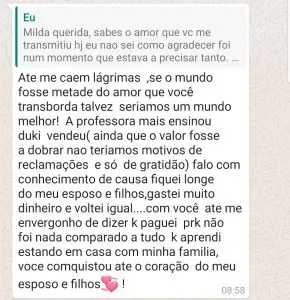 Eu
Milda querida, sabes o amor que vc me
transmitiu hj eu nao sei como agradecer foi
num momento que estava a precisar tanto. ...
Ate me caem lágrimas ,se o mundo
fosse metade do amor que você
transborda talvez seriamos um mundo
melhor! A professora mais ensinou
duki vendeu( ainda que o valor fosse
a dobrar nao teriamos motivos de
reclamações e só de gratidão) falo com
conhecimento de causa fiquei longe
do meu esposo e filhos,gastei muito
dinheiro e voltei igual....com você ate me
envergonho de dizer k paguei prk não
foi nada comparado a tudo k aprendi
estando em casa com minha familia,
voce comquistou ate o coração do meu
esposo e filhos💞 !
08:58